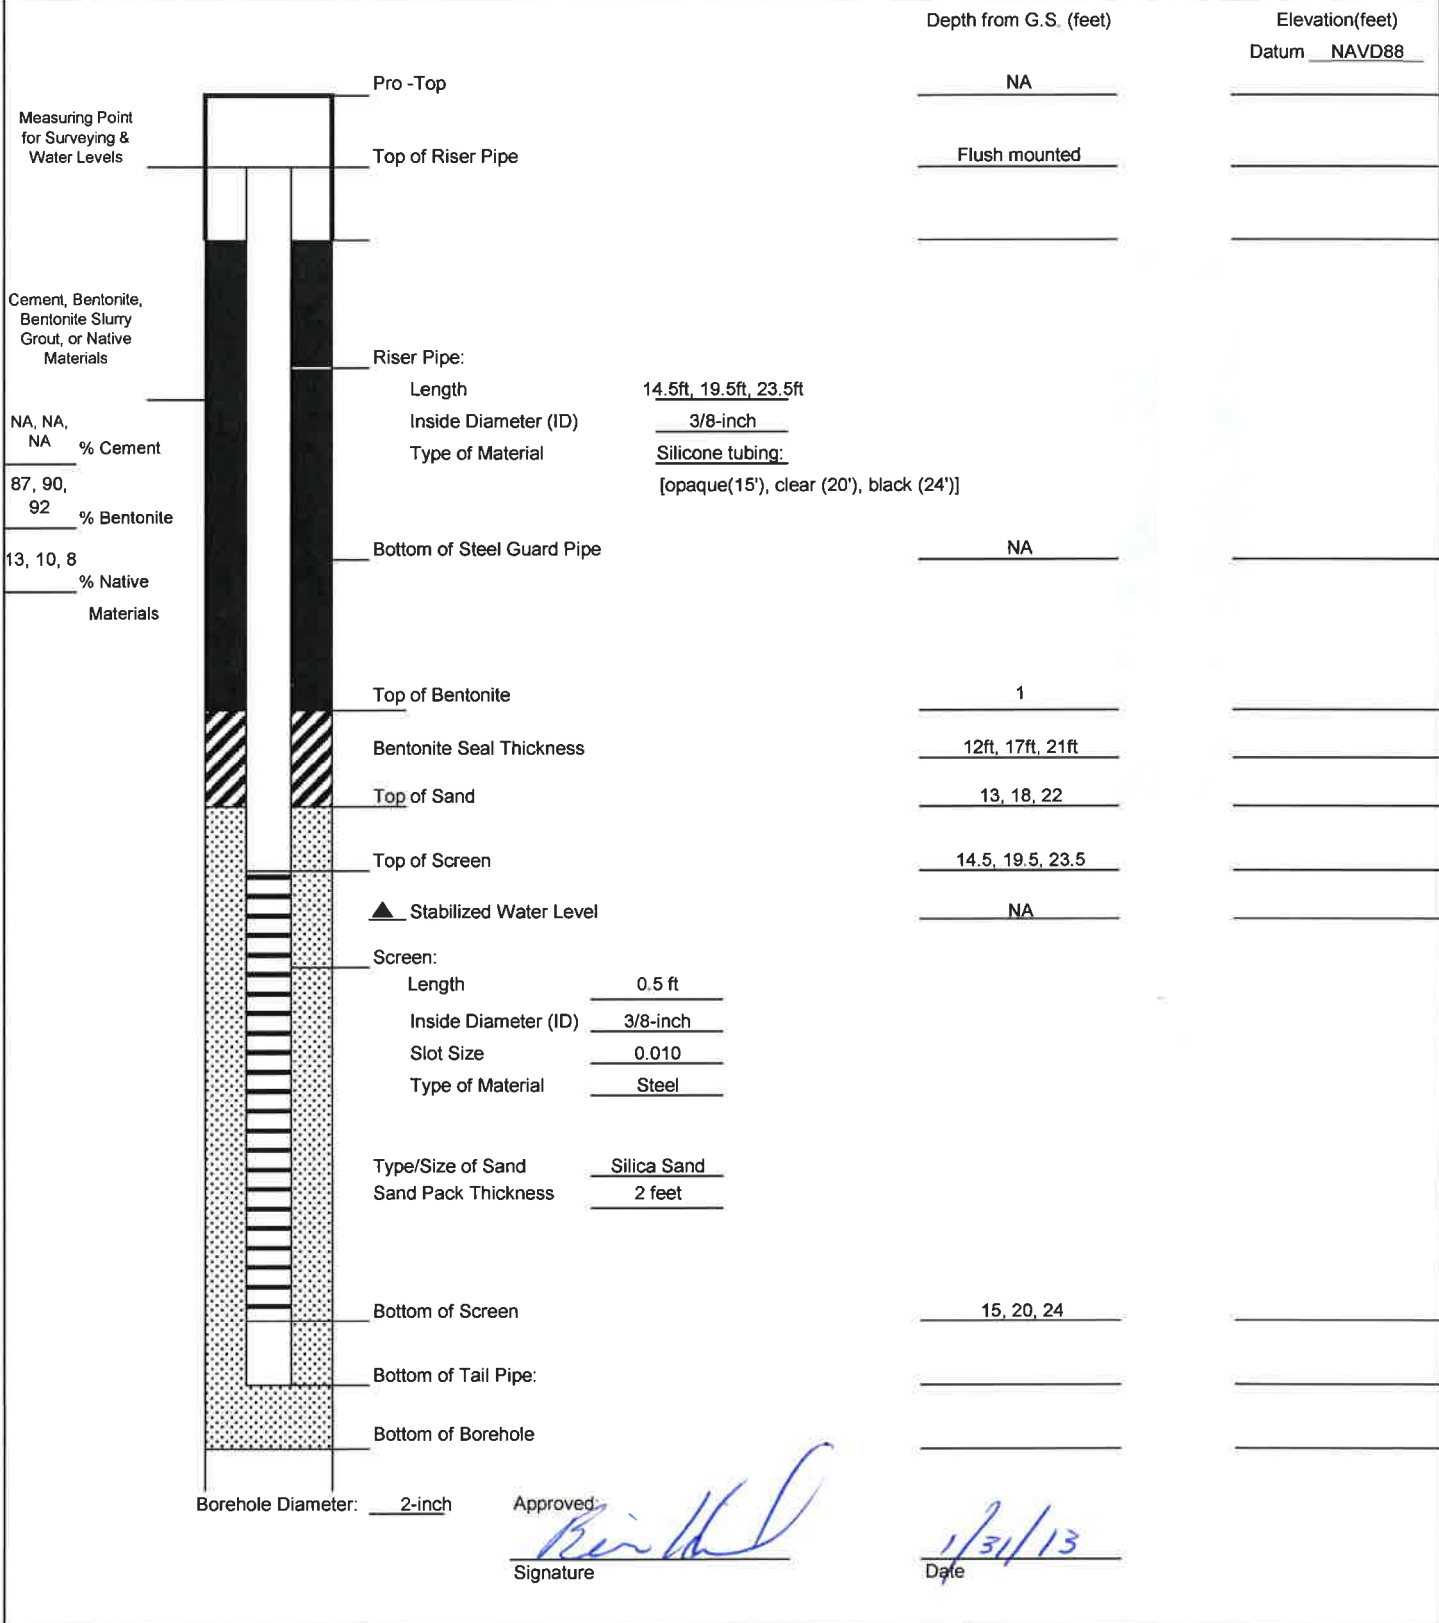 Depth from G.S. (feet) Elevation(feet)
Datum NAVD88
Pro -Top NA
Measuring Point
for Surveying &
Water Levels
Top of Riser Pipe Flush mounted
Cement, Bentonite,
Bentonite Slurry
Grout, or Native
Materials
Riser Pipe:
Length 14.5ft, 19.5ft, 23.5ft
Inside Diameter (ID) 3/8-inch
Type of Material Silicone tubing:
[opaque(15'), clear (20'), black (24')]
NA, NA,
NA % Cement
87, 90,
92 % Bentonite
13, 10, 8
% Native
Materials
Bottom of Steel Guard Pipe NA
Top of Bentonite 1
Bentonite Seal Thickness 12ft, 17ft, 21ft
Top of Sand 13, 18, 22
Top of Screen 14.5, 19.5, 23.5
Stabilized Water Level NA
Screen:
Length 0.5 ft
Inside Diameter (ID) 3/8-inch
Slot Size 0.010
Type of Material Steel
Type/Size of Sand Silica Sand
Sand Pack Thickness 2 feet
Bottom of Screen 15, 20, 24
Bottom of Tail Pipe:
Bottom of Borehole
Borehole Diameter: 2-inch Approved:
1/31/13
Signature Date